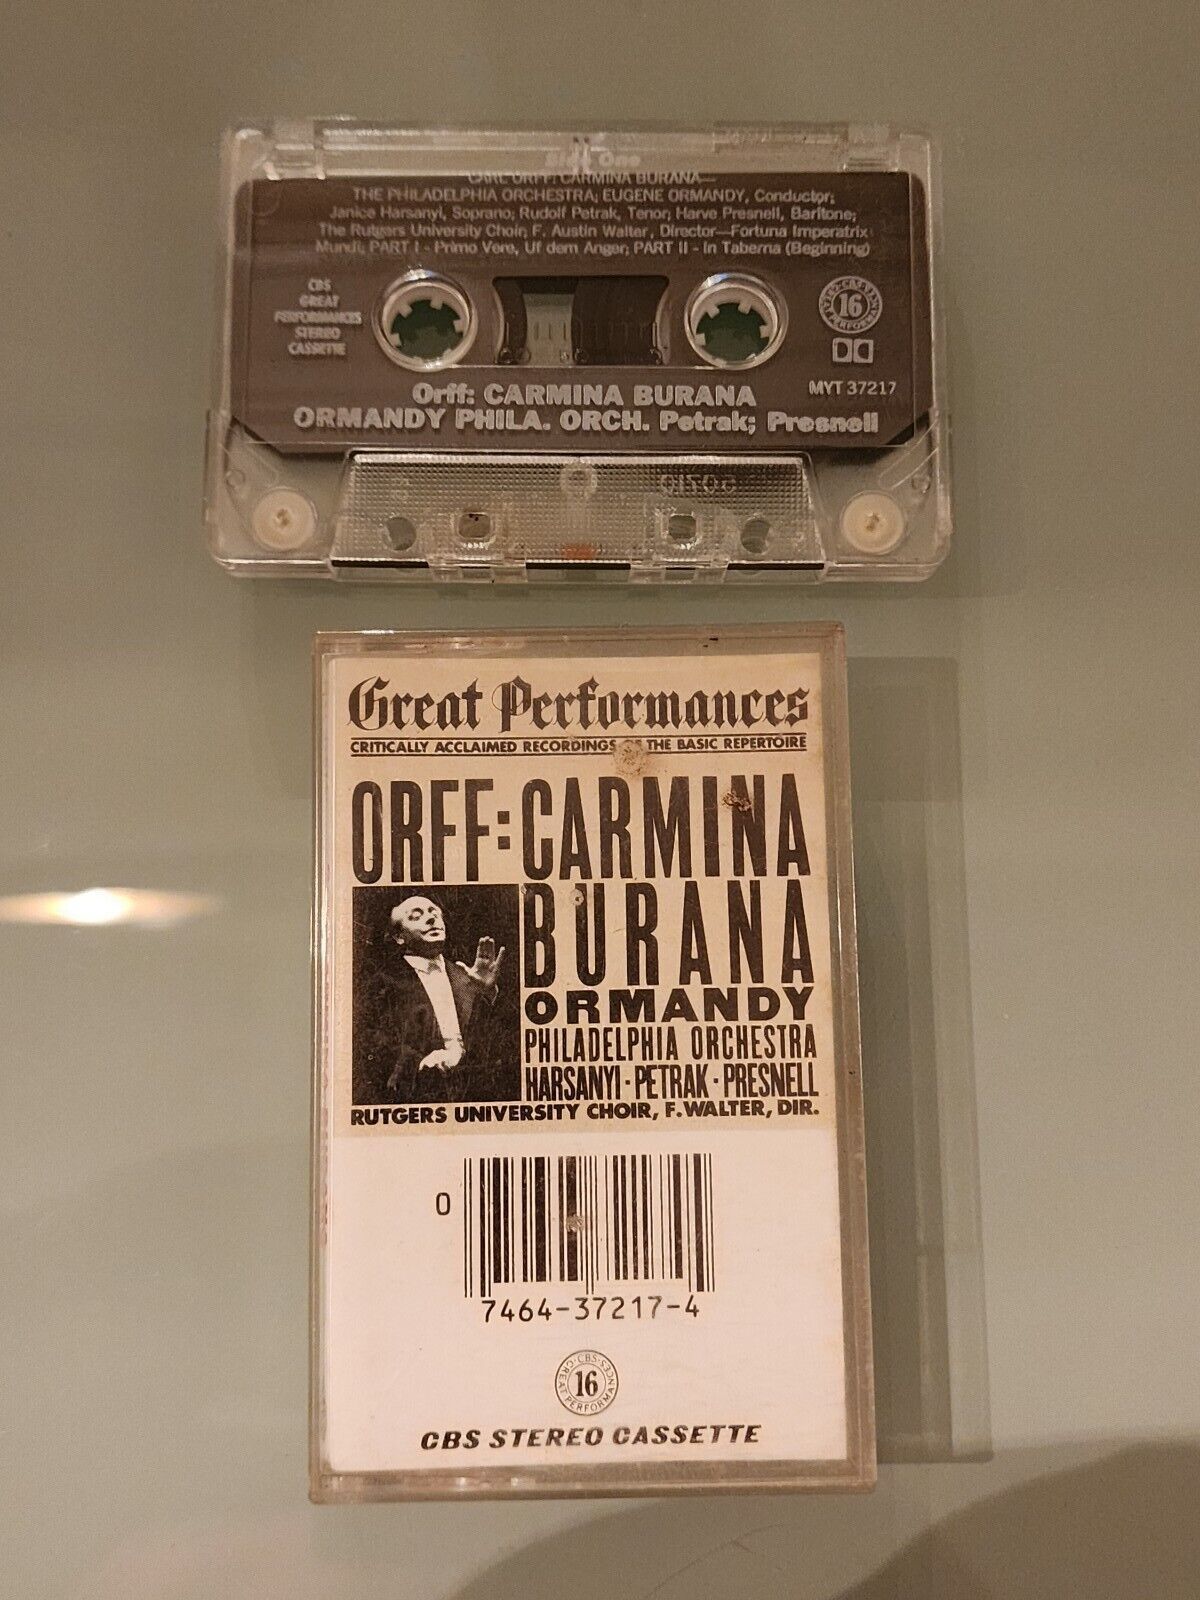 Side One
CARL ORFF: CARMINA BURANA—
THE PHILADELPHIA ORCHESTRA; EUGENE ORMANDY, Conductor;
Janice Harsanyi, Soprano; Rudolf Petrak, Tenor; Harve Presnell, Baritone;
The Rutgers University Choir; F. Austin Walter, Director—Fortuna Imperatrix
Mundi; PART I - Primo Vere, Uf dem Anger; PART II - In Taberna (Beginning)
CBS
GREAT
PERFORMANCES
STEREO
CASSETTE
16
MYT 37217
Orff: CARMINA BURANA
ORMANDY PHILA. ORCH. Petrak; Presnell
Great Performances
CRITICALLY ACCLAIMED RECORDINGS THE BASIC REPERTOIRE
ORFF: CARMINA
BURANA
ORMANDY
PHILADELPHIA ORCHESTRA
HARSANYI · PETRAK · PRESNELL
RUTGERS UNIVERSITY CHOIR, F. WALTER, DIR.
0
7464-37217-4
·CBS·
GREAT PERFORMANCES
16
CBS STEREO CASSETTE